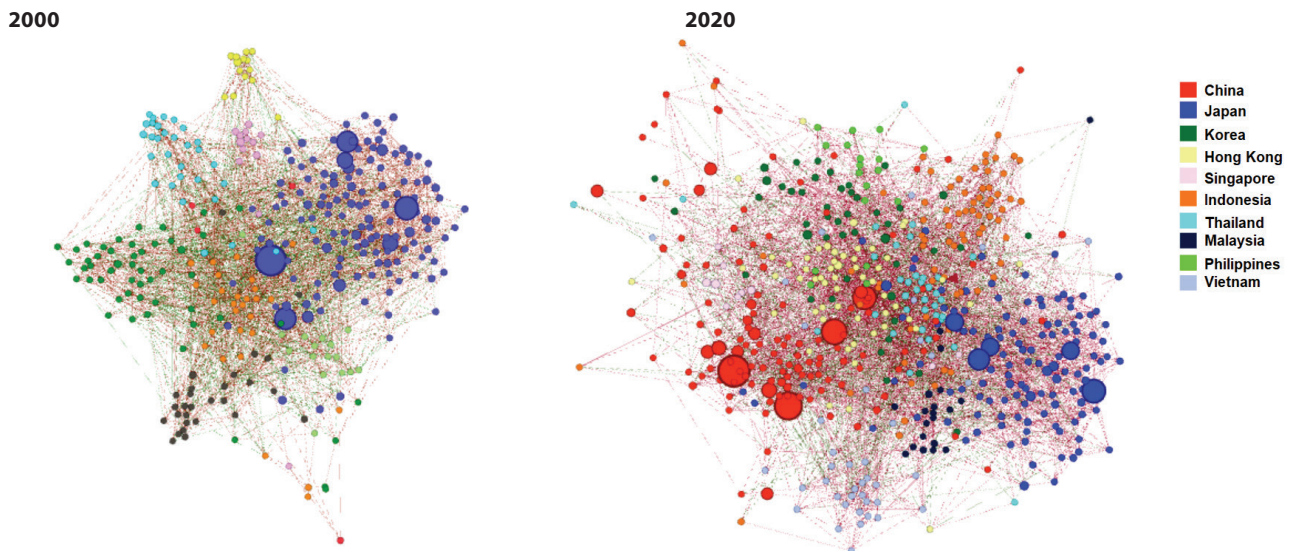 2000
2020
China
Japan
Korea
Hong Kong
Singapore
Indonesia
Thailand
Malaysia
Philippines
Vietnam